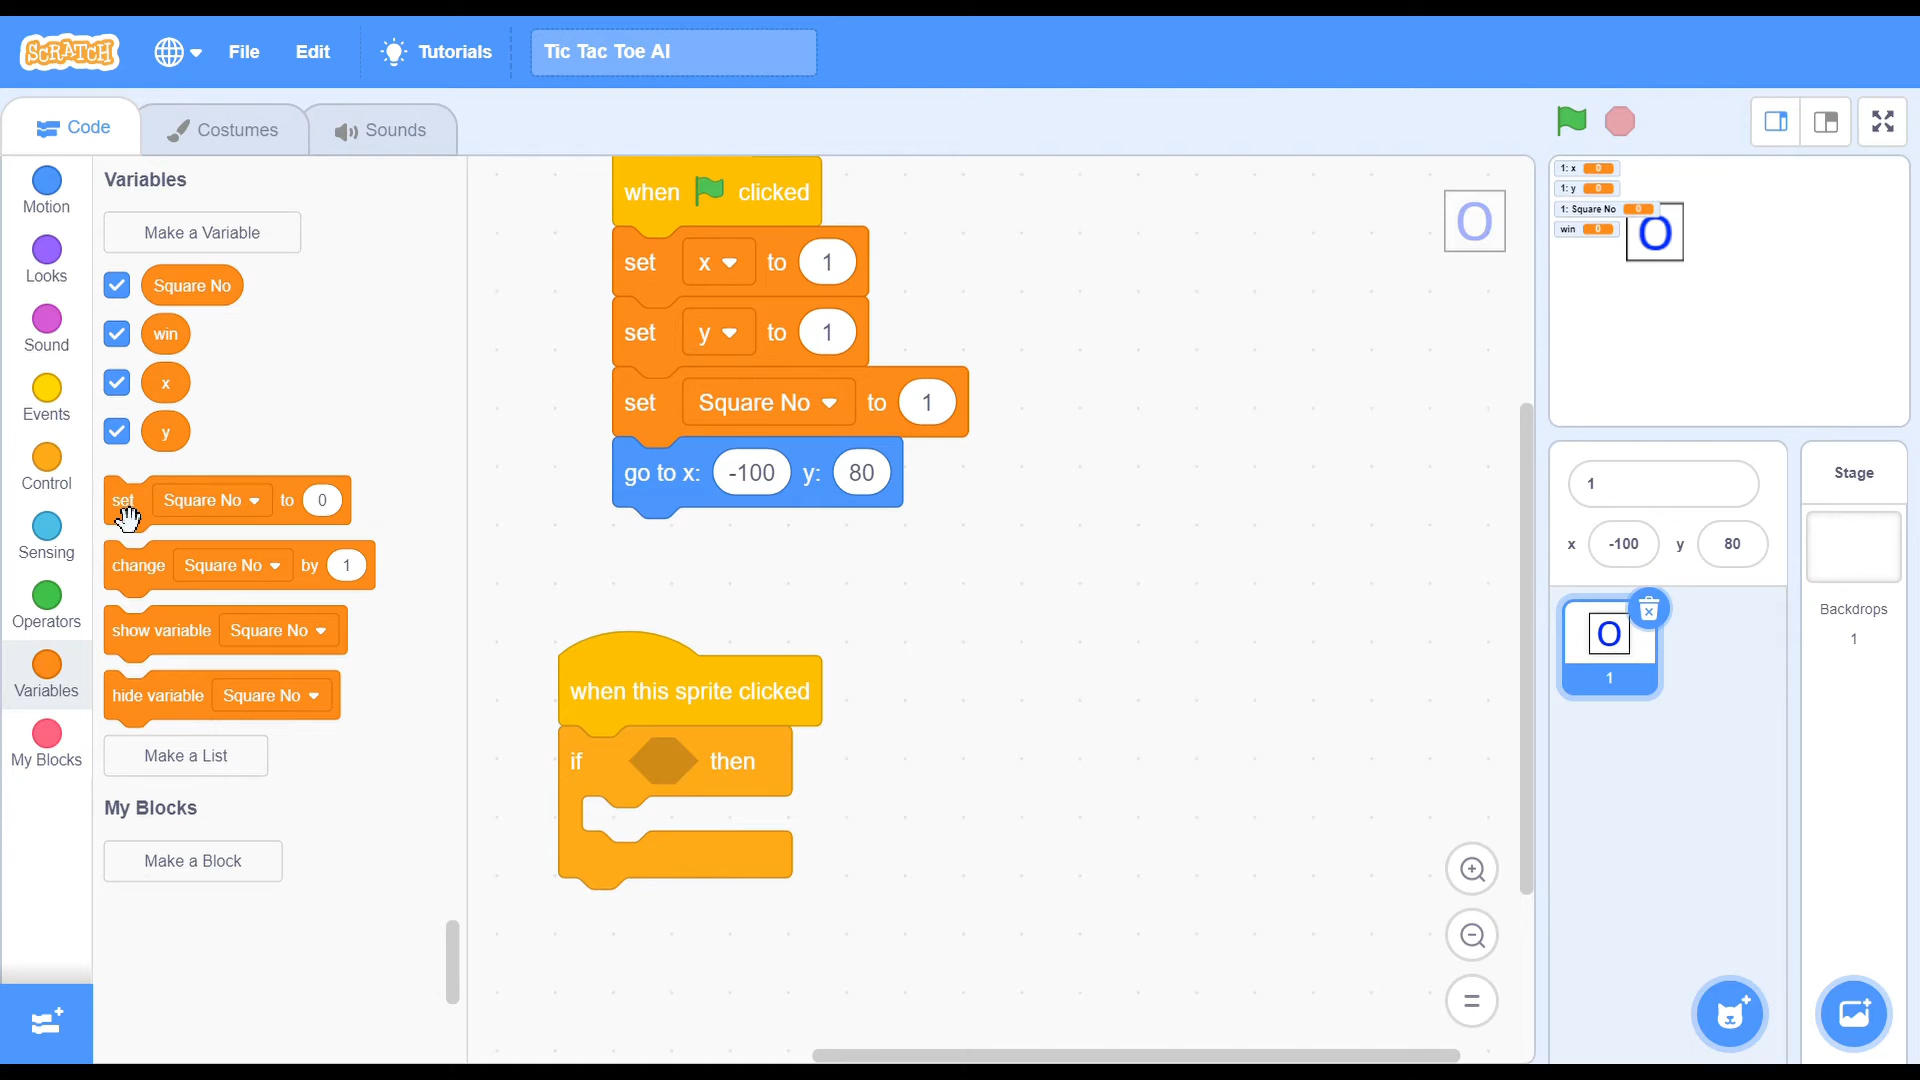 SCRATCH File Edit Tutorials Tic Tac Toe AI
Code Costumes Sounds
Motion
Looks
Sound
Events
Control
Sensing
Operators
Variables
My Blocks
Variables
Make a Variable
Square No
win
x
y
set Square No to 0
change Square No by 1
show variable Square No
hide variable Square No
Make a List
My Blocks
Make a Block
when clicked
set x to 1
set y to 1
set Square No to 1
go to x: -100 y: 80
when this sprite clicked
if then
O
1: x 0
1: y 0
1: Square No 0
win 0
O
1
x -100 y 80
O
1
Stage
Backdrops
1